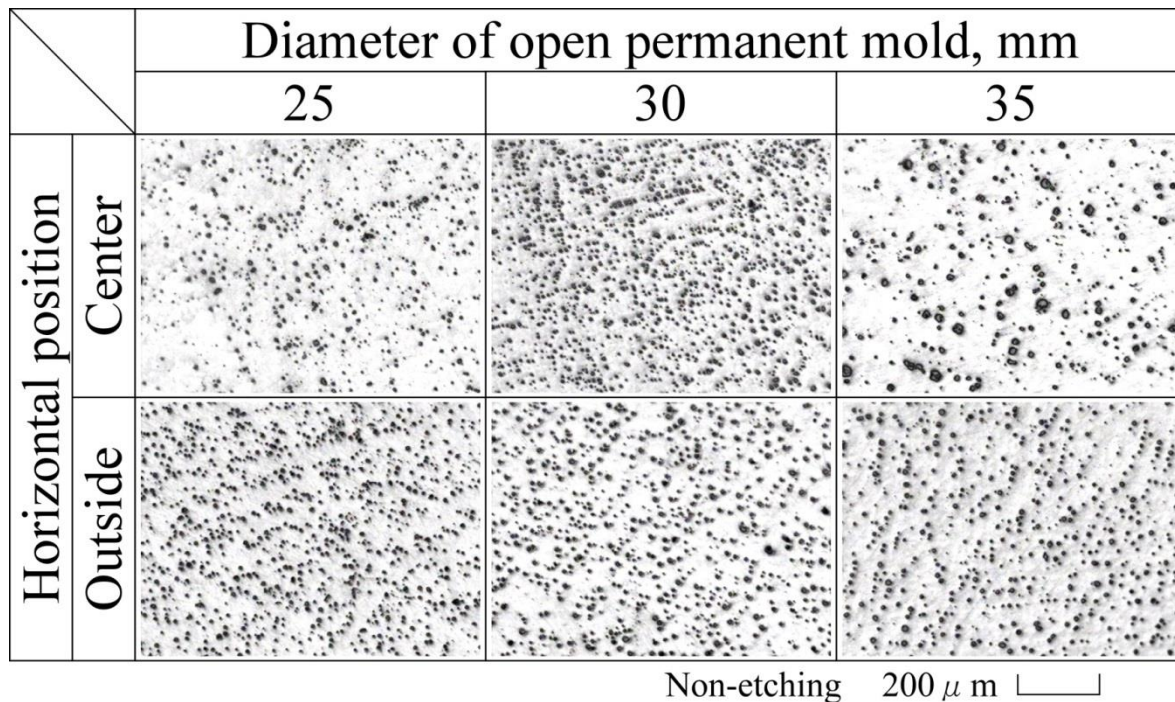 Diameter of open permanent mold, mm
25 30 35
Horizontal position
Center
Outside
Non-etching 200 μ m